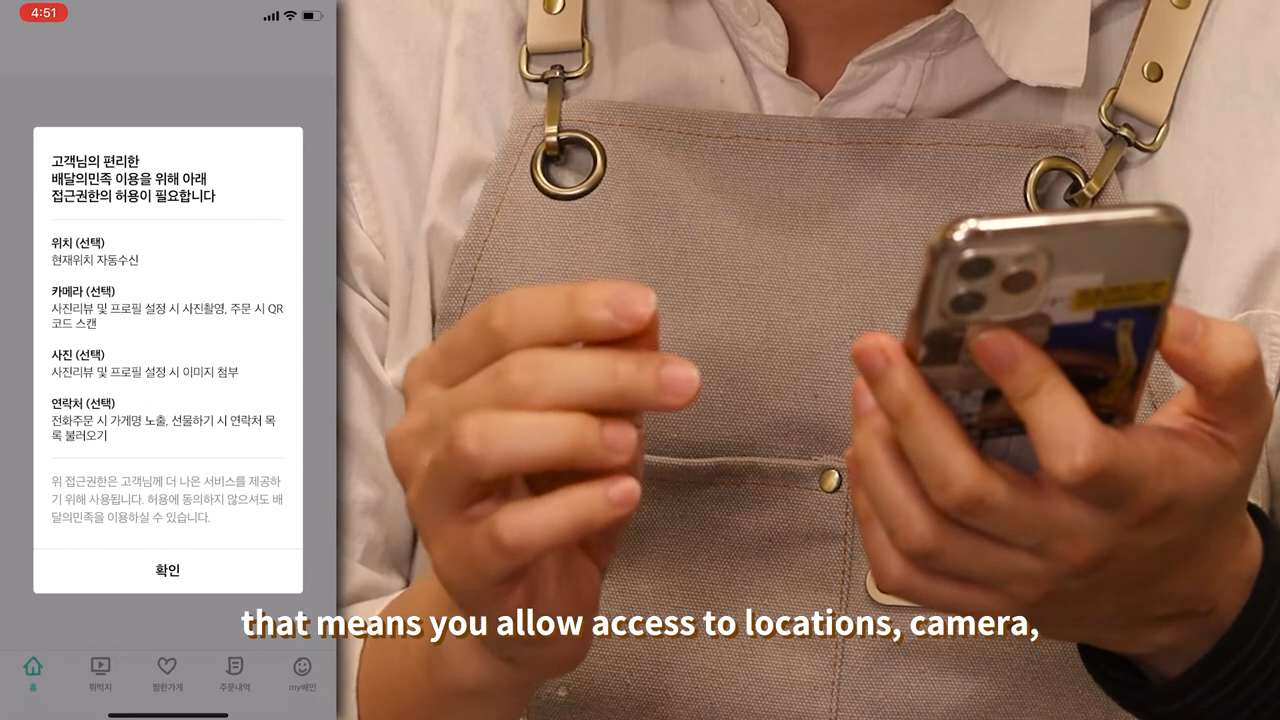 4:51
고객님의 편리한
배달의민족 이용을 위해 아래
접근권한의 허용이 필요합니다
위치 (선택)
현재위치 자동수신
카메라 (선택)
사진리뷰 및 프로필 설정 시 사진촬영, 주문 시 QR
코드 스캔
사진 (선택)
사진리뷰 및 프로필 설정 시 이미지 첨부
연락처 (선택)
전화주문 시 가게명 노출, 선물하기 시 연락처 목
록 불러오기
위 접근권한은 고객님께 더 나은 서비스를 제공하
기 위해 사용됩니다. 허용에 동의하지 않으셔도 배
달의민족을 이용하실 수 있습니다.
확인
that means you allow access to locations, camera,
홈
뭐먹지
찜한가게
주문내역
my배민